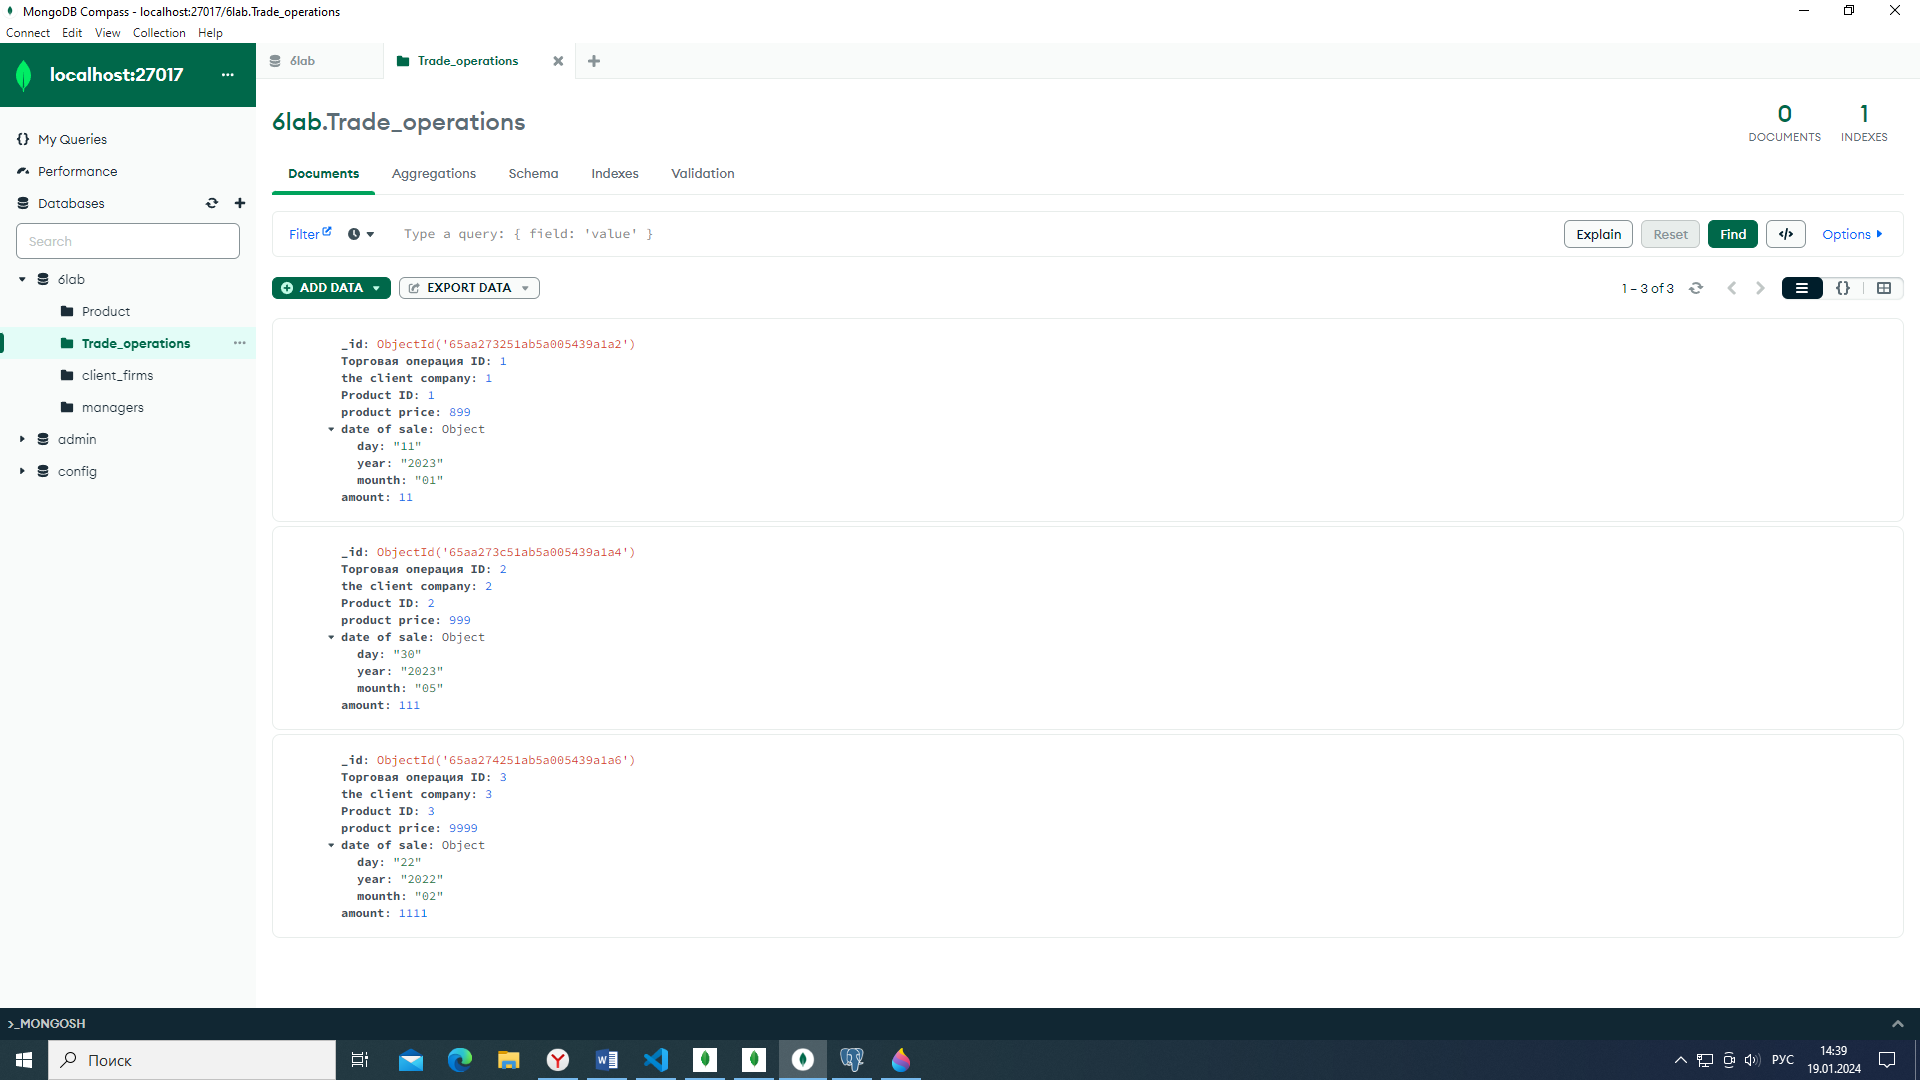 MongoDB Compass - localhost:27017/6lab.Trade_operations
Connect Edit View Collection Help
localhost:27017
6lab
Trade_operations
My Queries
Performance
Databases
Search
6lab
Product
Trade_operations
client_firms
managers
admin
config
6lab.Trade_operations
0
DOCUMENTS
1
INDEXES
Documents Aggregations Schema Indexes Validation
Filter
Type a query: { field: 'value' }
Explain Reset Find </> Options
ADD DATA EXPORT DATA
1 – 3 of 3
_id: ObjectId('65aa273251ab5a005439a1a2')
Торговая операция ID: 1
the client company: 1
Product ID: 1
product price: 899
date of sale: Object
day: "11"
year: "2023"
mounth: "01"
amount: 11
_id: ObjectId('65aa273c51ab5a005439a1a4')
Торговая операция ID: 2
the client company: 2
Product ID: 2
product price: 999
date of sale: Object
day: "30"
year: "2023"
mounth: "05"
amount: 111
_id: ObjectId('65aa274251ab5a005439a1a6')
Торговая операция ID: 3
the client company: 3
Product ID: 3
product price: 9999
date of sale: Object
day: "22"
year: "2022"
mounth: "02"
amount: 1111
>_MONGOSH
Поиск
РУС
14:39
19.01.2024